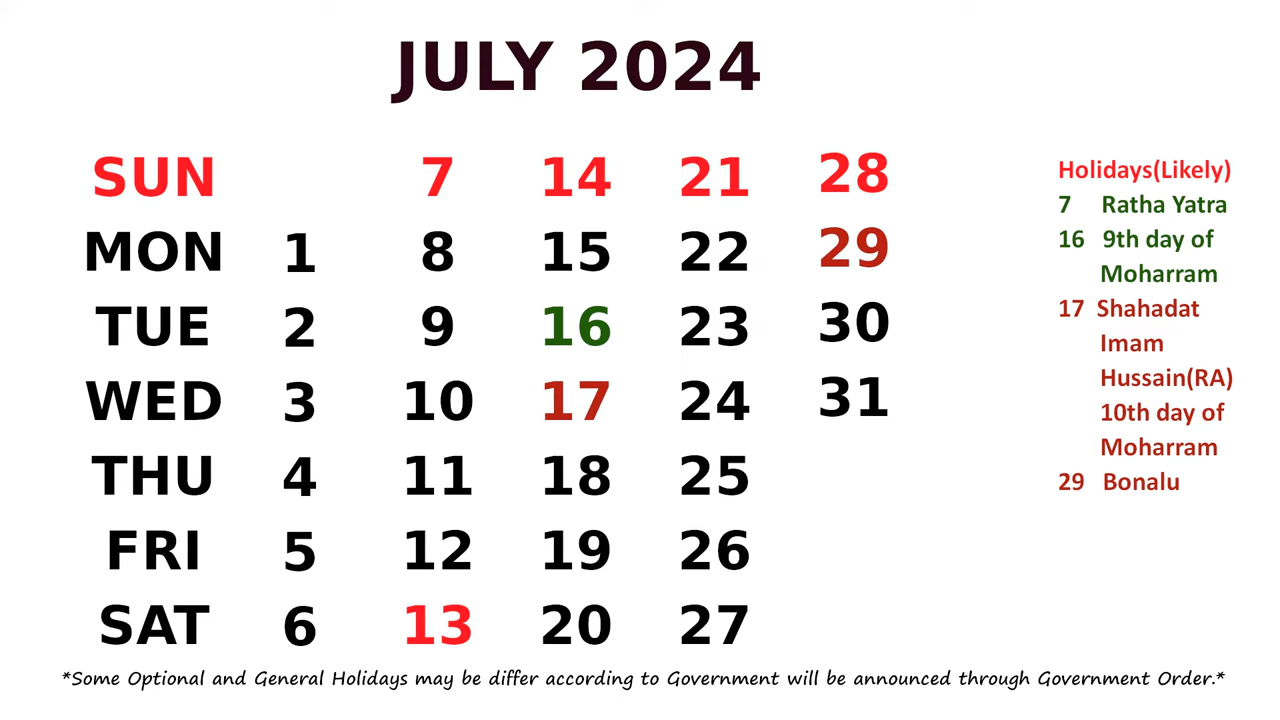 JULY 2024
SUN 7 14 21 28
MON 1 8 15 22 29
TUE 2 9 16 23 30
WED 3 10 17 24 31
THU 4 11 18 25
FRI 5 12 19 26
SAT 6 13 20 27
Holidays(Likely)
7 Ratha Yatra
16 9th day of
Moharram
17 Shahadat
Imam
Hussain(RA)
10th day of
Moharram
29 Bonalu
*Some Optional and General Holidays may be differ according to Government will be announced through Government Order.*